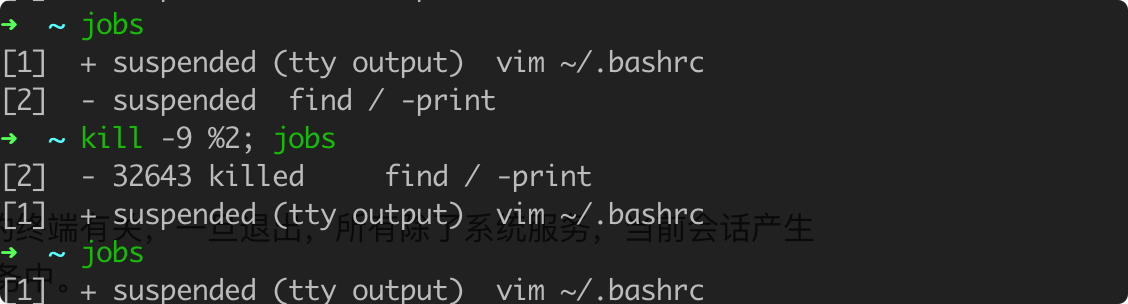 ➜  ~ jobs
[1]  + suspended (tty output)  vim ~/.bashrc
[2]  - suspended  find / -print
➜  ~ kill -9 %2; jobs
[2]  - 32643 killed     find / -print
[1]  + suspended (tty output)  vim ~/.bashrc
的终端有关，一旦退出，所有除了系统服务，当前会话产生
➜  ~ jobs
务中。
[1]  + suspended (tty output)  vim ~/.bashrc